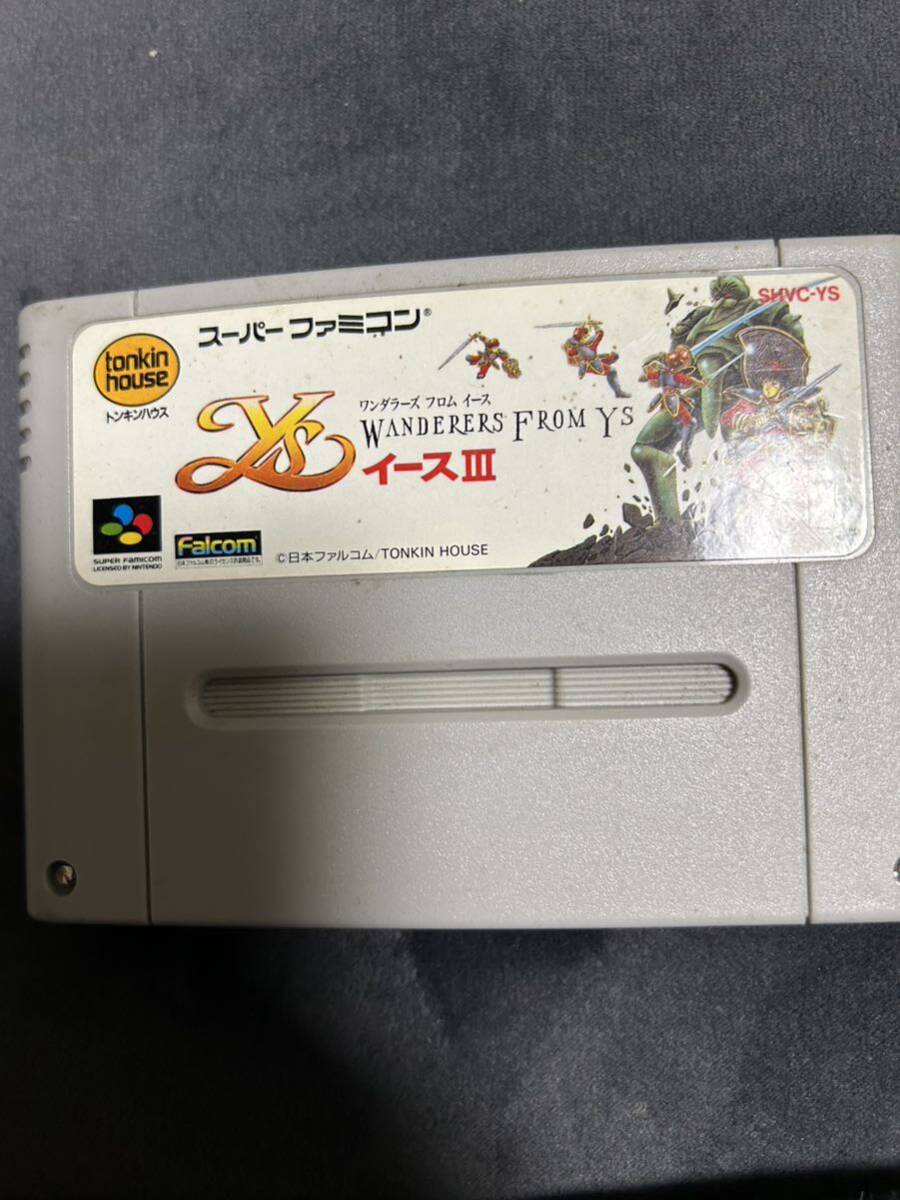 tonkin
house
トンキンハウス
スーパーファミコン®
SHVC-YS
Ys
ワンダラーズ フロム イース
WANDERERS FROM YS
イースIII
SUPER FAMICOM
LICENSED BY NINTENDO
Falcom
©日本ファルコム/TONKIN HOUSE